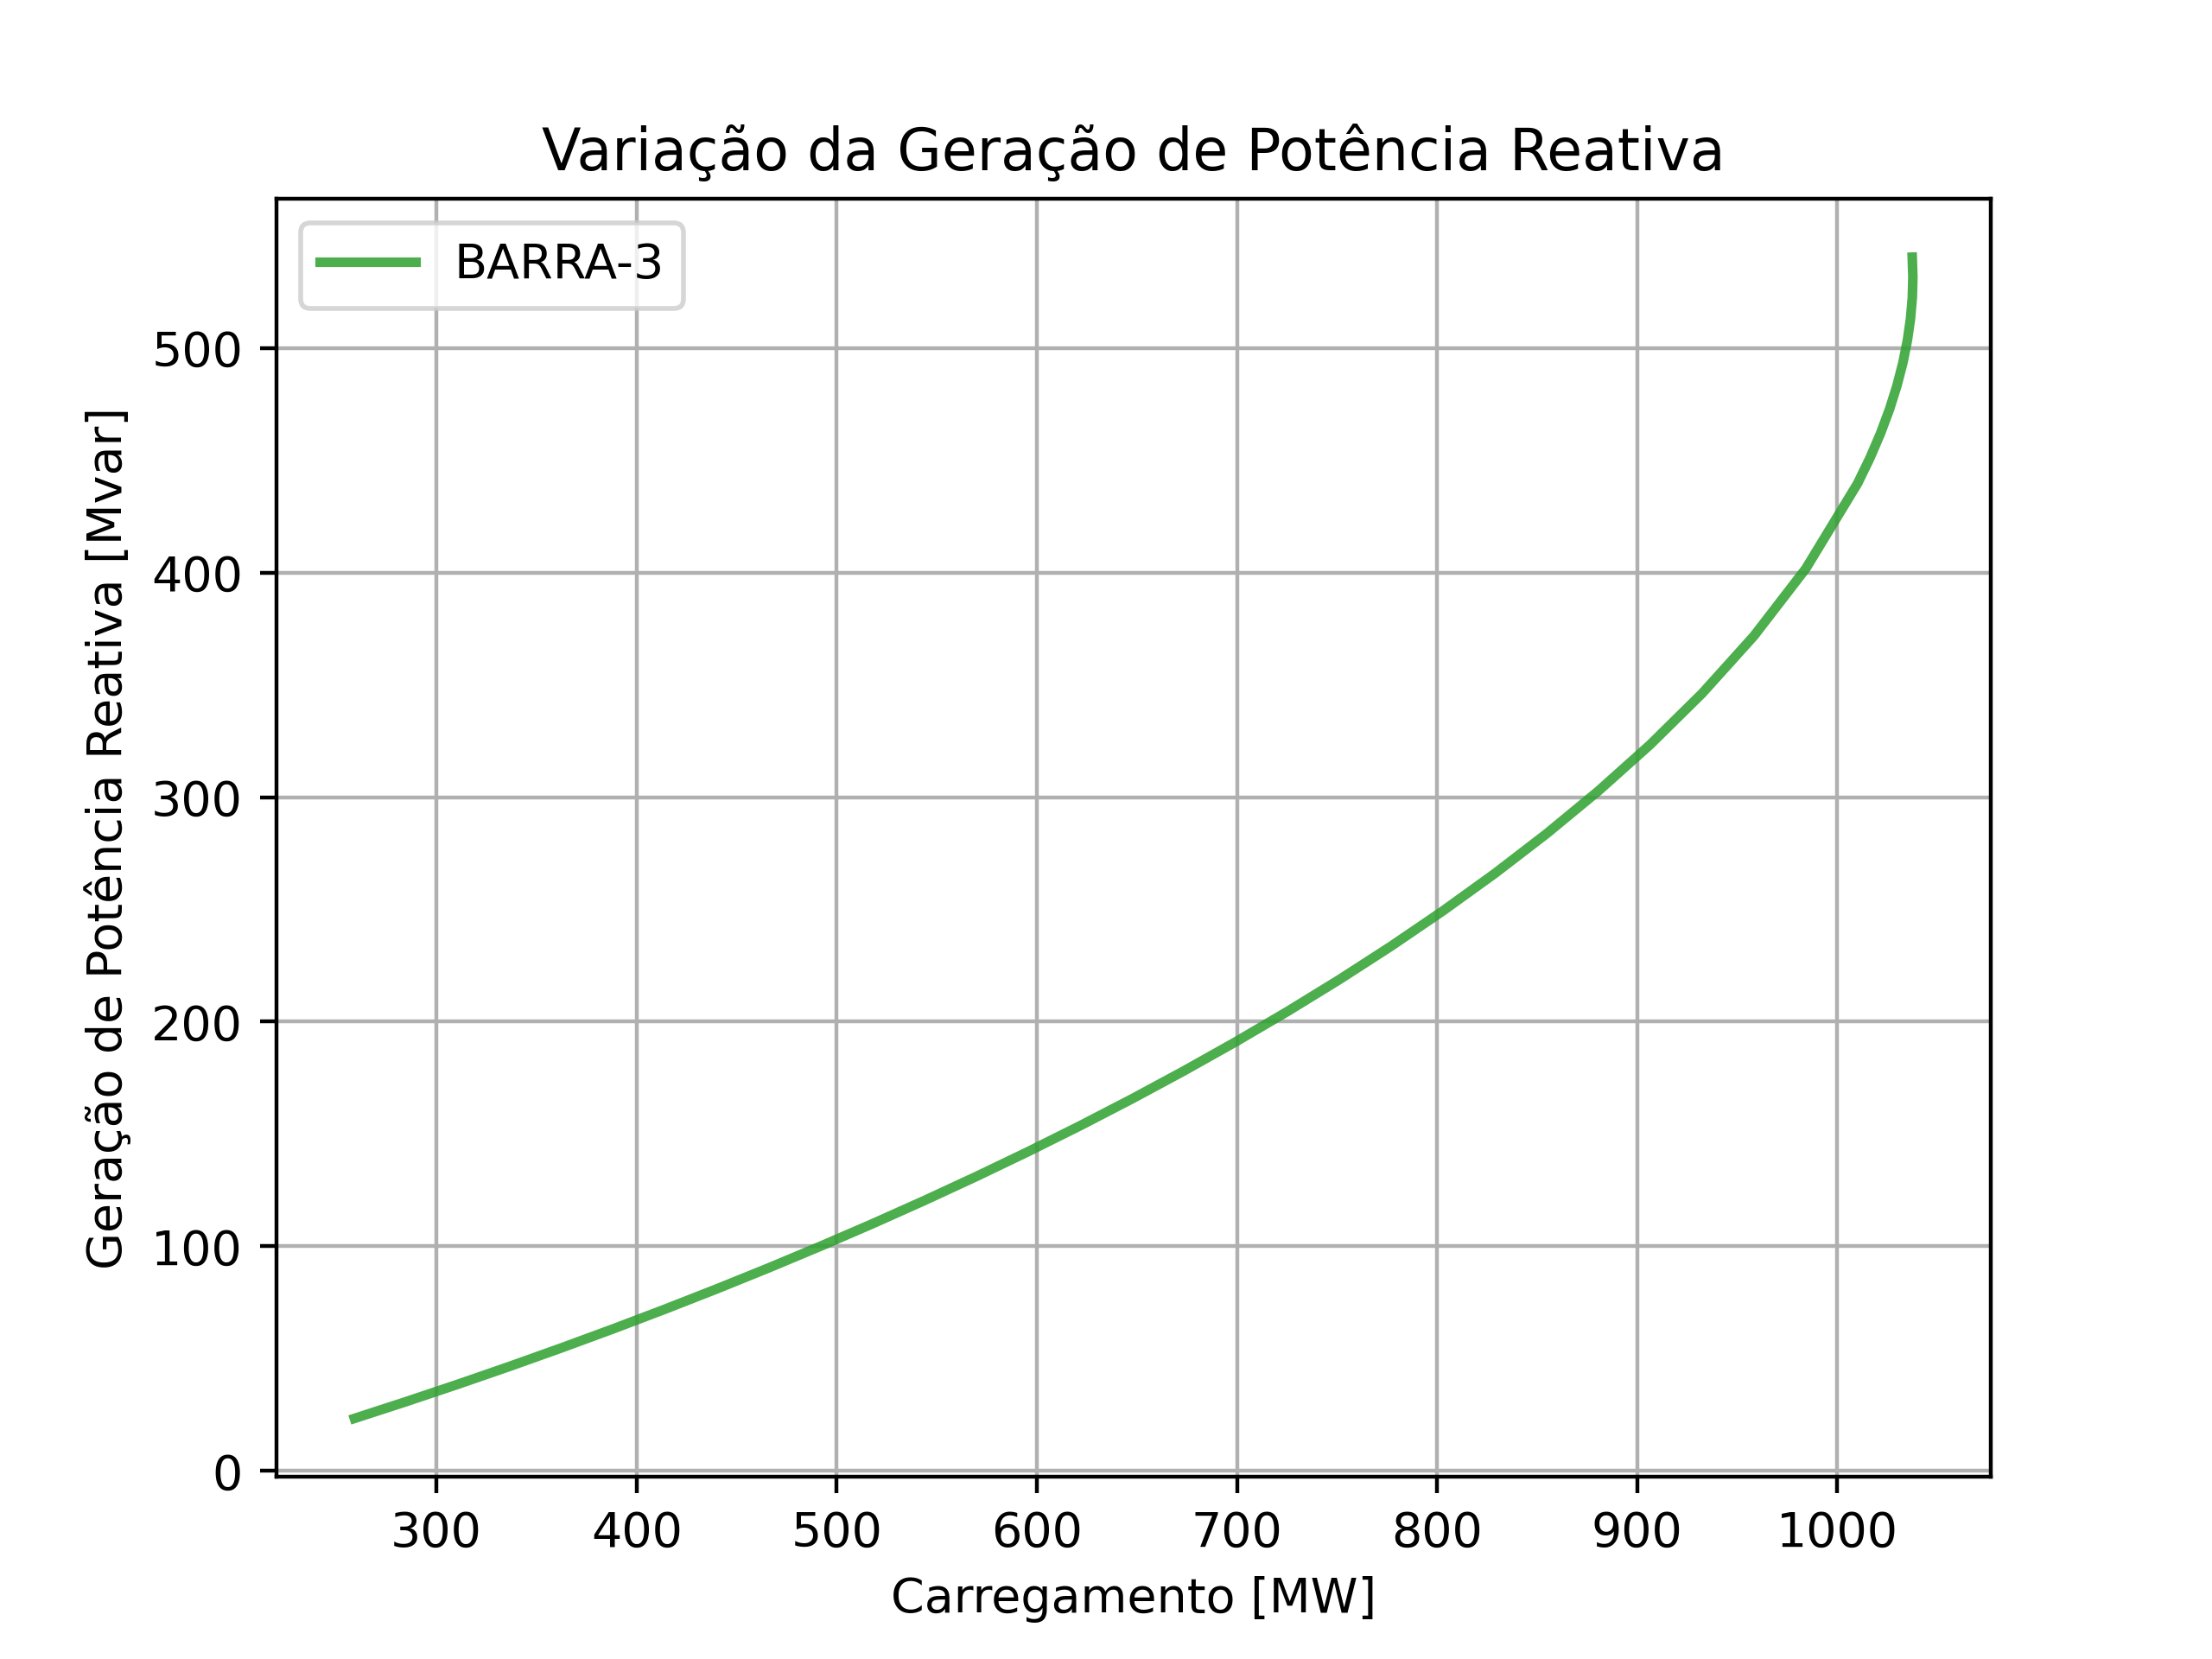 Variação da Geração de Potência Reativa
BARRA-3
Geração de Potência Reativa [Mvar]
500
400
300
200
100
0
300 400 500 600 700 800 900 1000
Carregamento [MW]